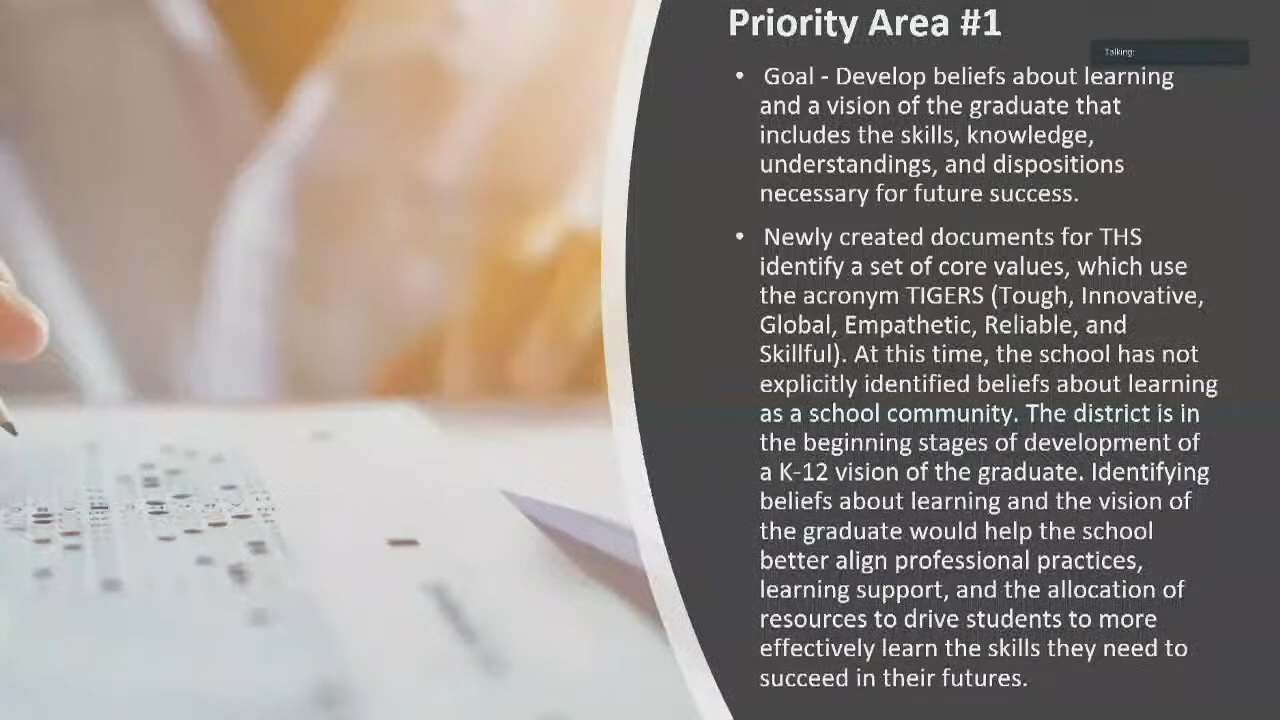 Priority Area #1
Talking:
• Goal - Develop beliefs about learning
and a vision of the graduate that
includes the skills, knowledge,
understandings, and dispositions
necessary for future success.
• Newly created documents for THS
identify a set of core values, which use
the acronym TIGERS (Tough, Innovative,
Global, Empathetic, Reliable, and
Skillful). At this time, the school has not
explicitly identified beliefs about learning
as a school community. The district is in
the beginning stages of development of
a K-12 vision of the graduate. Identifying
beliefs about learning and the vision of
the graduate would help the school
better align professional practices,
learning support, and the allocation of
resources to drive students to more
effectively learn the skills they need to
succeed in their futures.